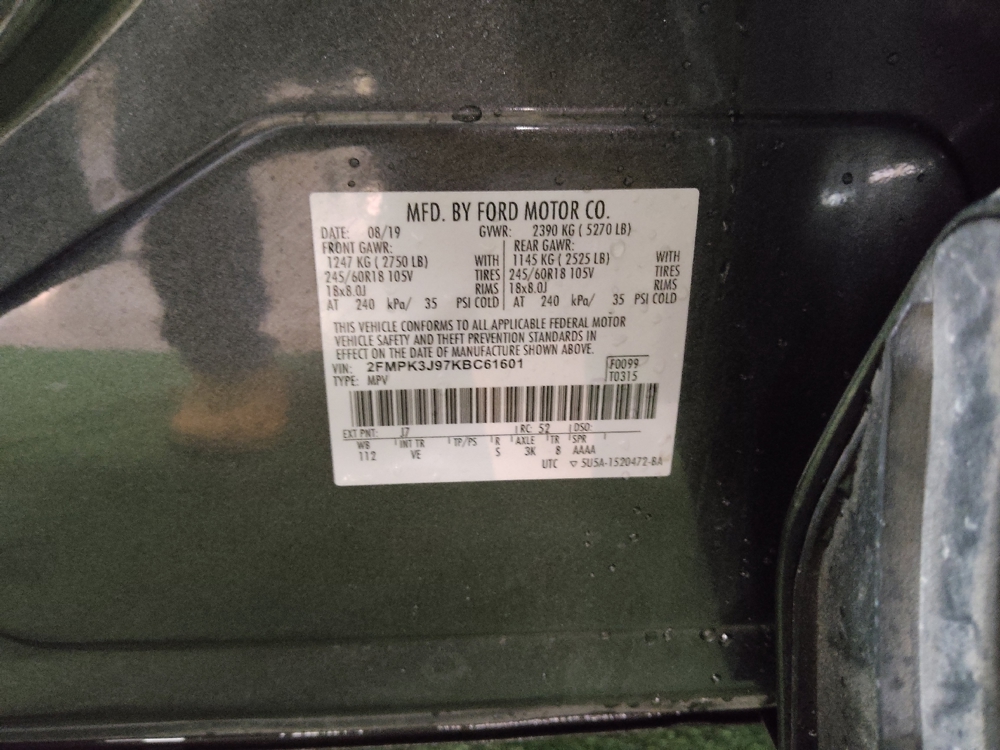 MFD. BY FORD MOTOR CO.
DATE: 08/19 GVWR: 2390 KG ( 5270 LB)
FRONT GAWR: REAR GAWR:
1247 KG ( 2750 LB) WITH 1145 KG ( 2525 LB) WITH
245/60R18 105V TIRES 245/60R18 105V TIRES
18x8.0J RIMS 18x8.0J RIMS
AT 240 kPa/ 35 PSI COLD AT 240 kPa/ 35 PSI COLD
THIS VEHICLE CONFORMS TO ALL APPLICABLE FEDERAL MOTOR
VEHICLE SAFETY AND THEFT PREVENTION STANDARDS IN
EFFECT ON THE DATE OF MANUFACTURE SHOWN ABOVE.
VIN: 2FMPK3J97KBC61601 F0099
TYPE: MPV T0315
EXT PNT: J7 RC: 52 DSO:
WB INT TR TP/PS R AXLE TR SPR
112 VE S 3K 8 AAAA
UTC ▽ 5U5A-1520472-BA